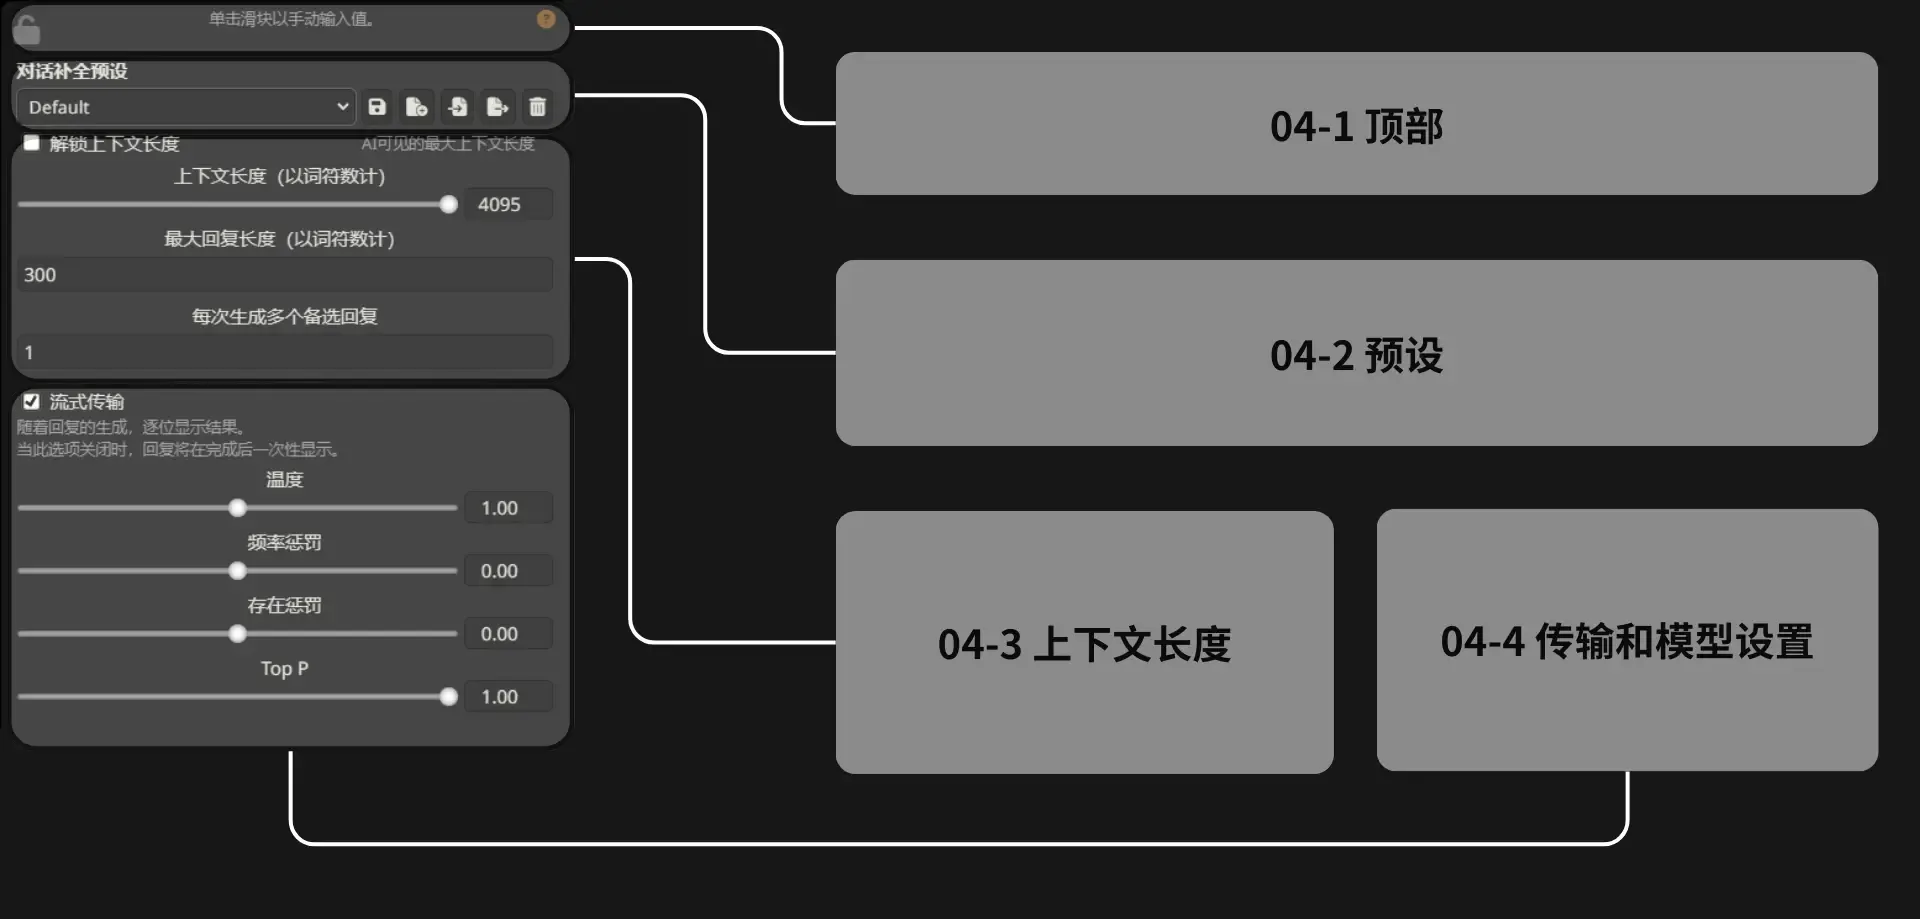 单击滑块以手动输入值。
?
对话补全预设
Default
解锁上下文长度
AI可见的最大上下文长度
上下文长度（以词符数计）
4095
最大回复长度（以词符数计）
300
每次生成多个备选回复
1
流式传输
随着回复的生成，逐位显示结果。
当此选项关闭时，回复将在完成后一次性显示。
温度
1.00
频率惩罚
0.00
存在惩罚
0.00
Top P
1.00
04-1 顶部
04-2 预设
04-3 上下文长度
04-4 传输和模型设置